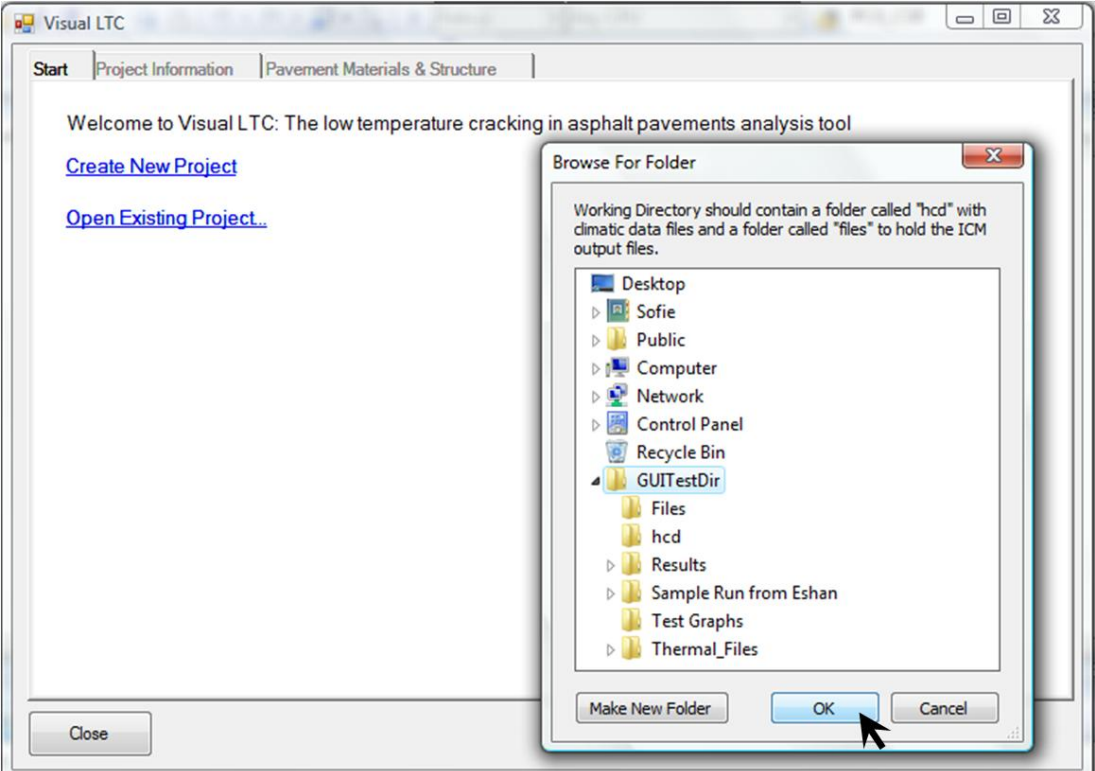 Visual LTC
Start
Project Information
Pavement Materials & Structure
Welcome to Visual LTC: The low temperature cracking in asphalt pavements analysis tool
Create New Project
Open Existing Project...
Browse For Folder
Working Directory should contain a folder called "hcd" with
climatic data files and a folder called "files" to hold the ICM
output files.
Desktop
Sofie
Public
Computer
Network
Control Panel
Recycle Bin
GUITestDir
Files
hcd
Results
Sample Run from Eshan
Test Graphs
Thermal_Files
Make New Folder
OK
Cancel
Close